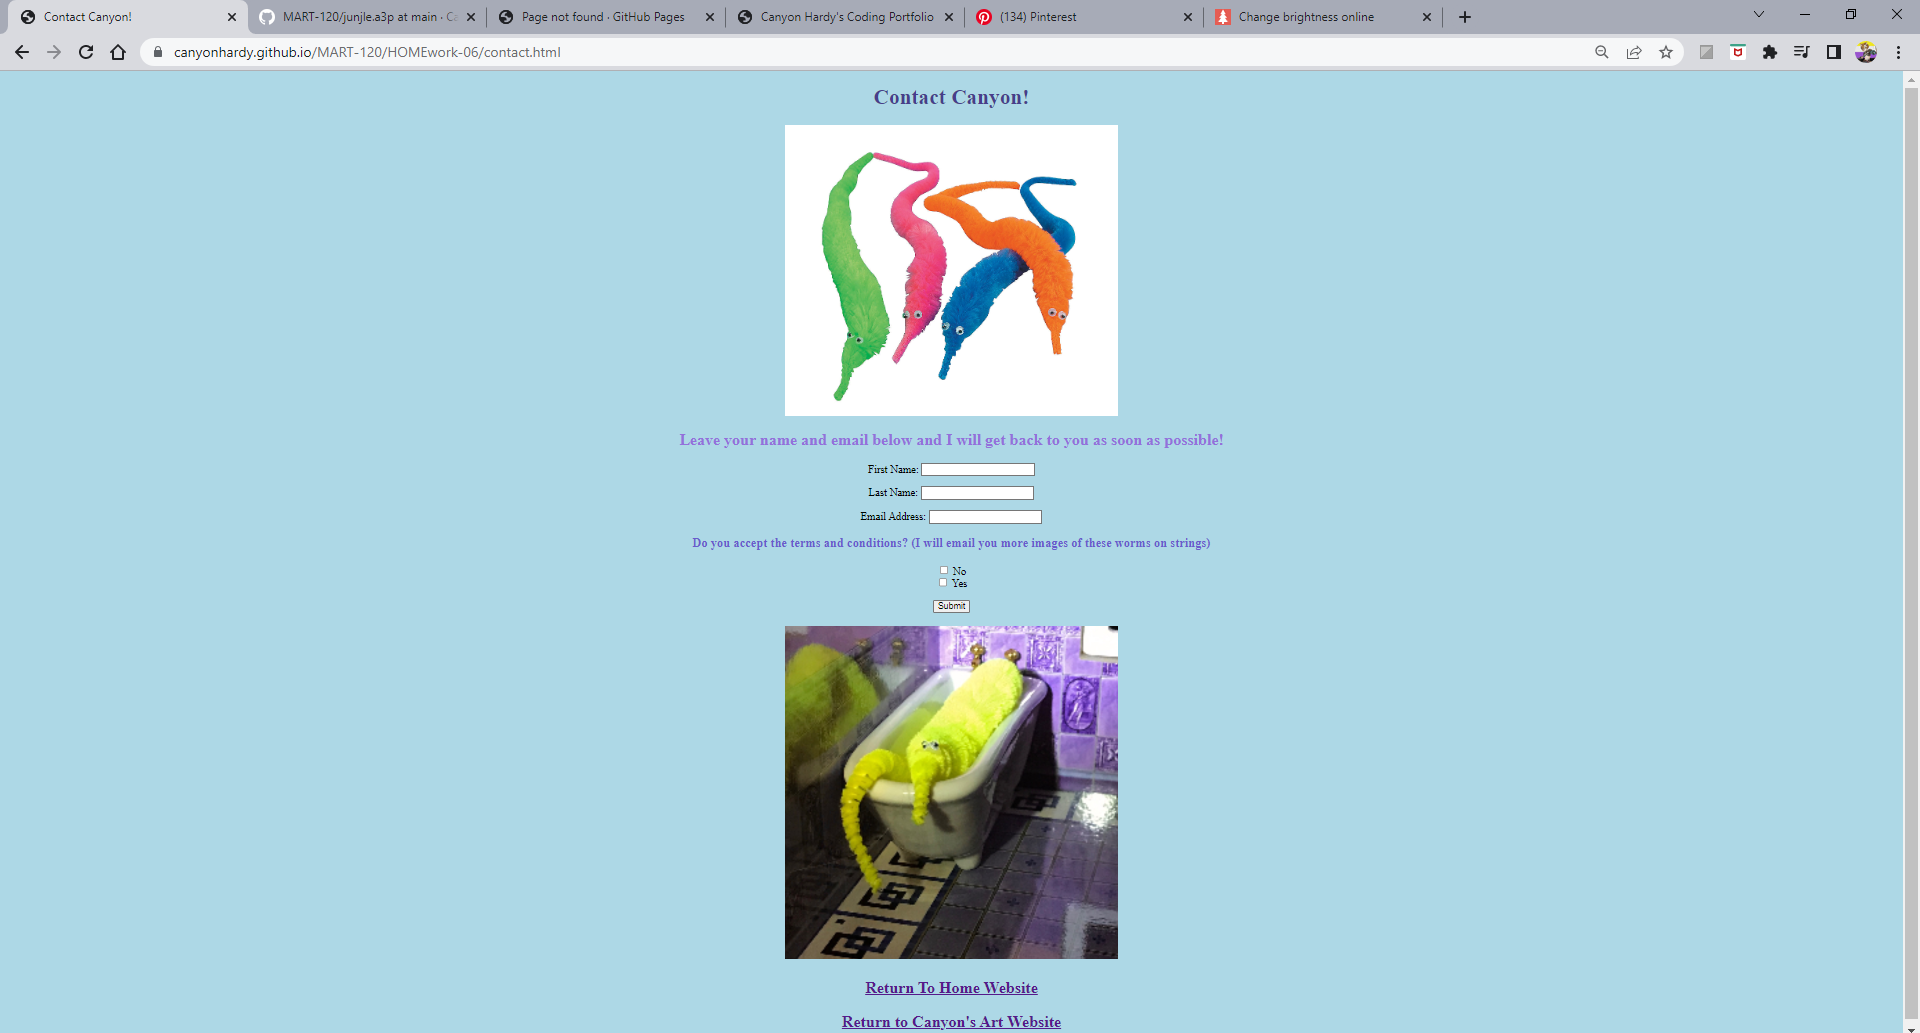 Contact Canyon!
MART-120/junjle.a3p at main · Ca
Page not found · GitHub Pages
Canyon Hardy's Coding Portfolio
(134) Pinterest
Change brightness online
canyonhardy.github.io/MART-120/HOMEwork-06/contact.html
Contact Canyon!
Leave your name and email below and I will get back to you as soon as possible!
First Name:
Last Name:
Email Address:
Do you accept the terms and conditions? (I will email you more images of these worms on strings)
No
Yes
Submit
Return To Home Website
Return to Canyon's Art Website